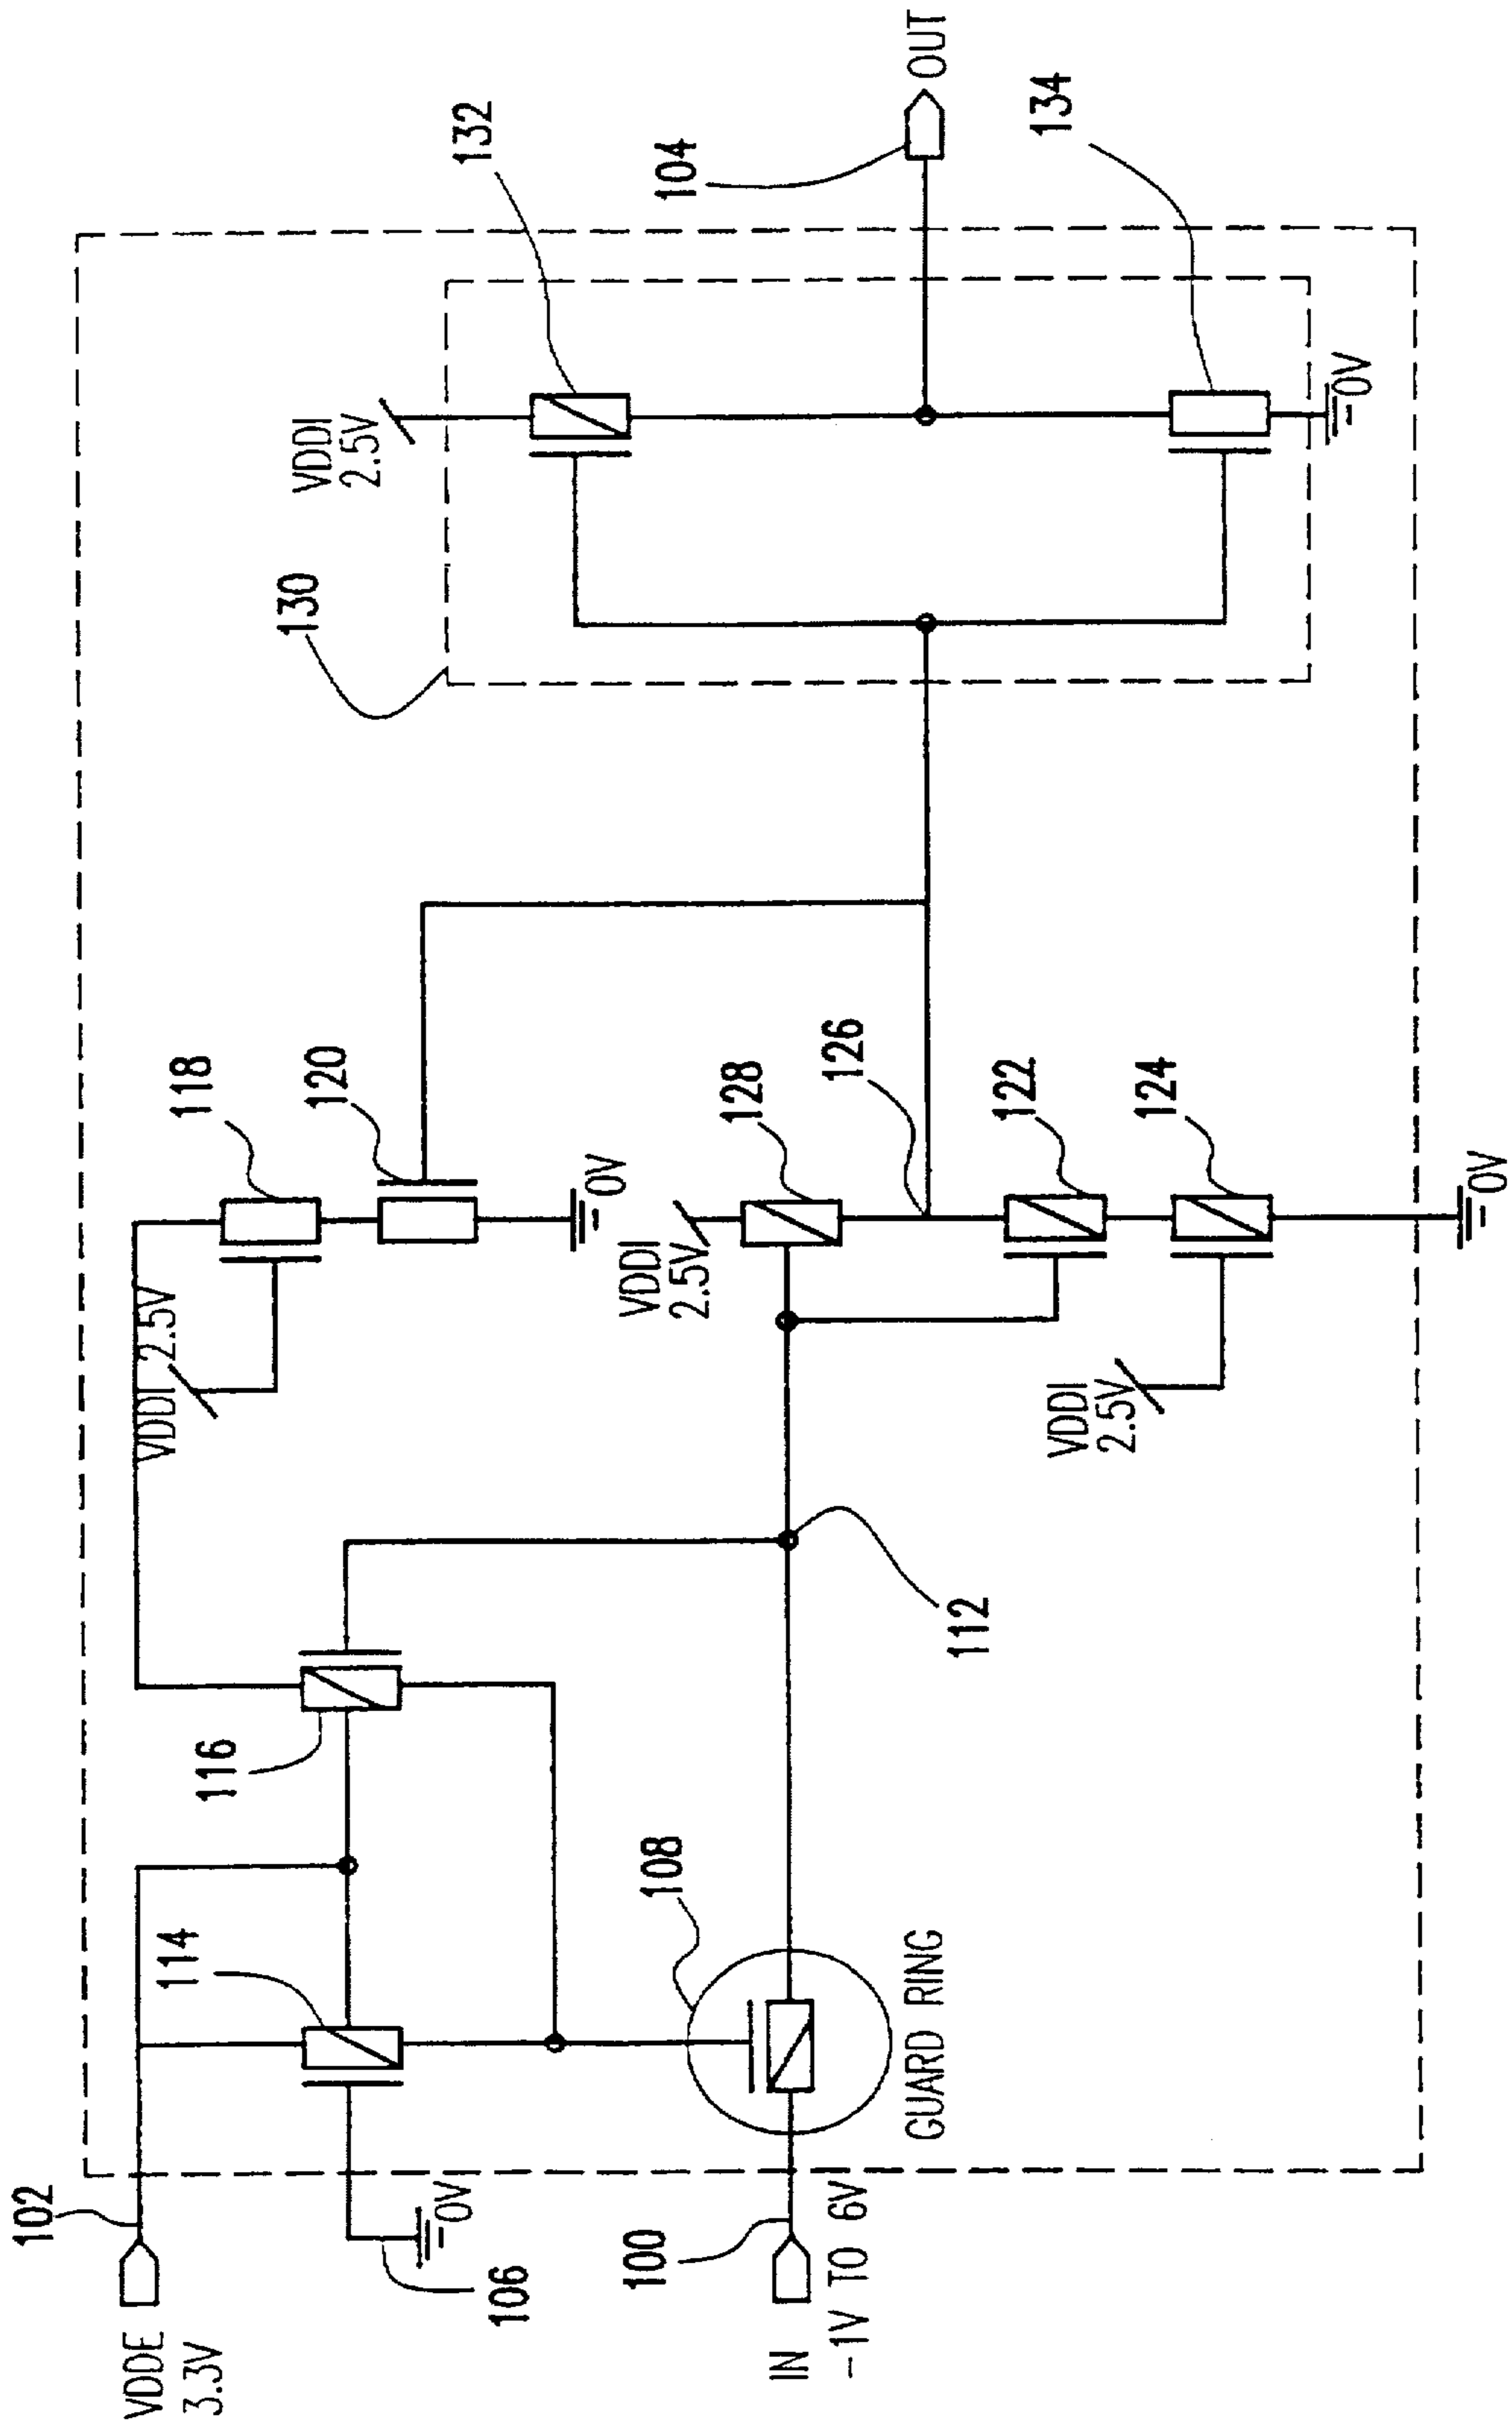 VDDE
3.3V
102
106
0V
IN
-1V TO 6V
100
114
116
108
GUARD RING
112
VDDI 2.5V
118
120
0V
VDDI
2.5V
128
126
122
124
VDDI
2.5V
0V
130
VDDI
2.5V
132
104
OUT
134
0V